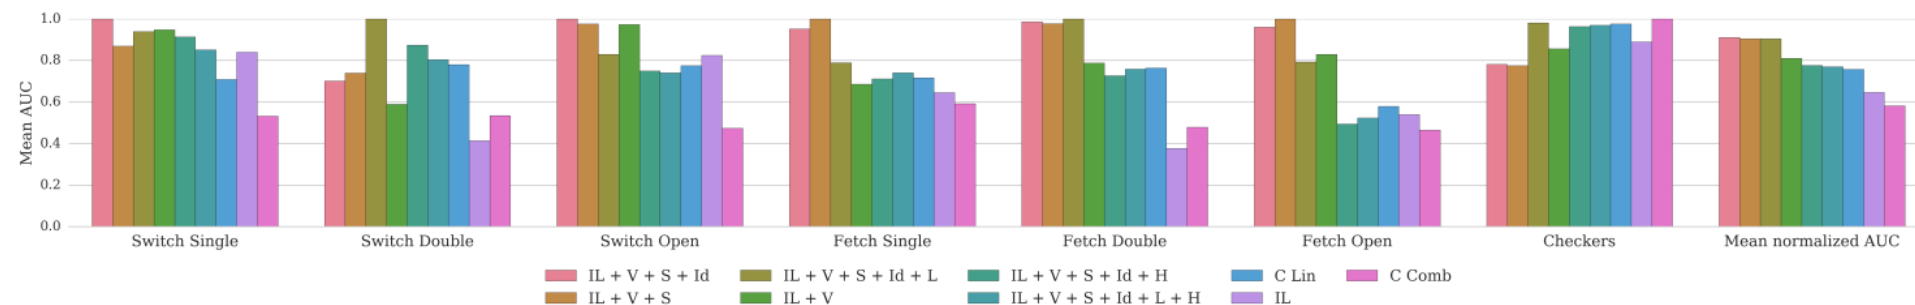 Mean AUC
1.0
0.8
0.6
0.4
0.2
0.0
Switch Single Switch Double Switch Open Fetch Single Fetch Double Fetch Open Checkers Mean normalized AUC
IL + V + S + Id IL + V + S + Id + L IL + V + S + Id + H C Lin C Comb
IL + V + S IL + V IL + V + S + Id + L + H IL